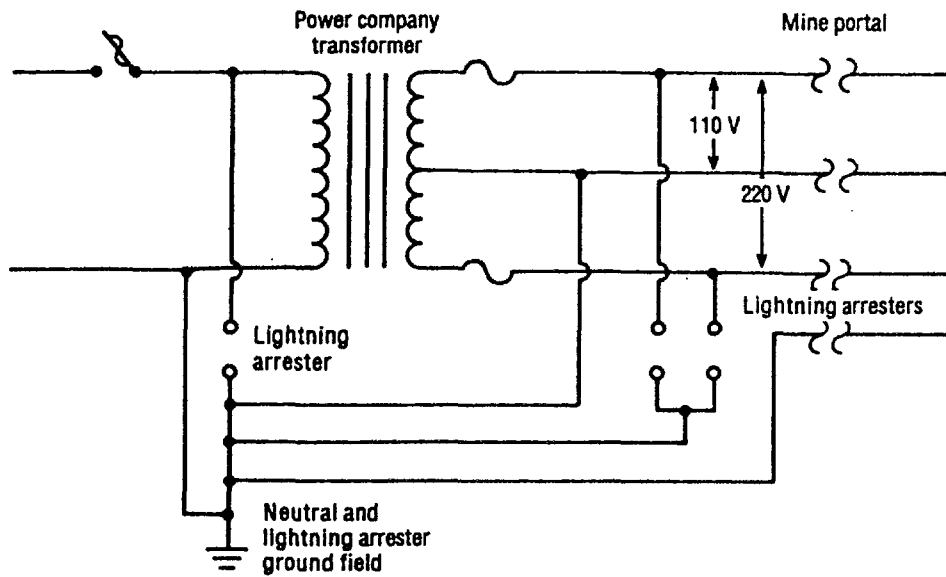 Power company
transformer
Mine portal
110 V
220 V
Lightning
arrester
Lightning arresters
Neutral and
lightning arrester
ground field